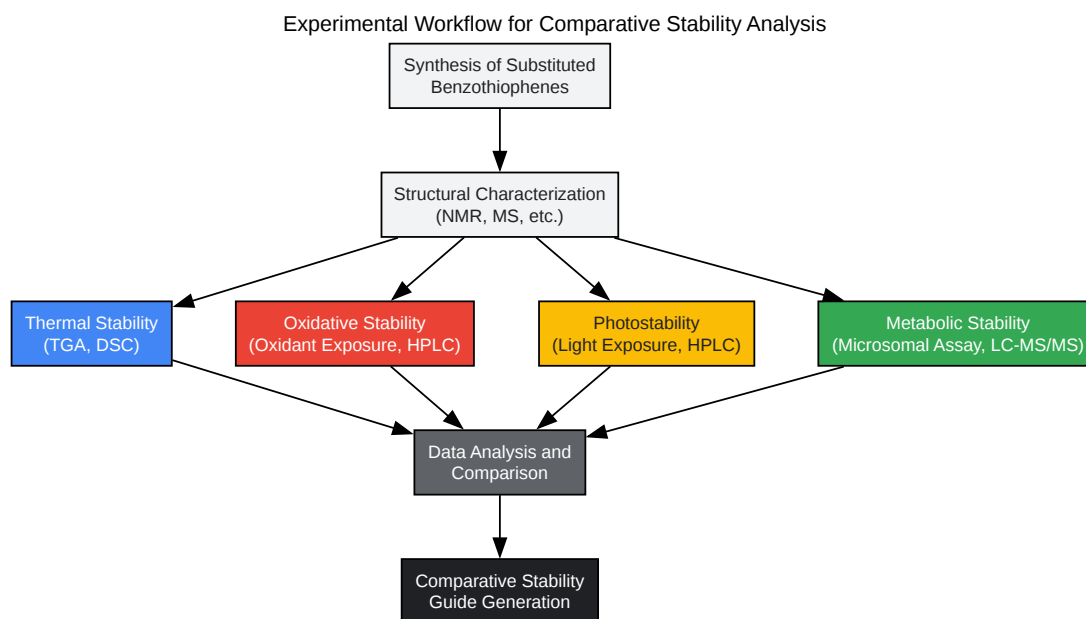 Experimental Workflow for Comparative Stability Analysis
Synthesis of Substituted
Benzothiophenes
Structural Characterization
(NMR, MS, etc.)
Thermal Stability
(TGA, DSC)
Oxidative Stability
(Oxidant Exposure, HPLC)
Photostability
(Light Exposure, HPLC)
Metabolic Stability
(Microsomal Assay, LC-MS/MS)
Data Analysis and
Comparison
Comparative Stability
Guide Generation